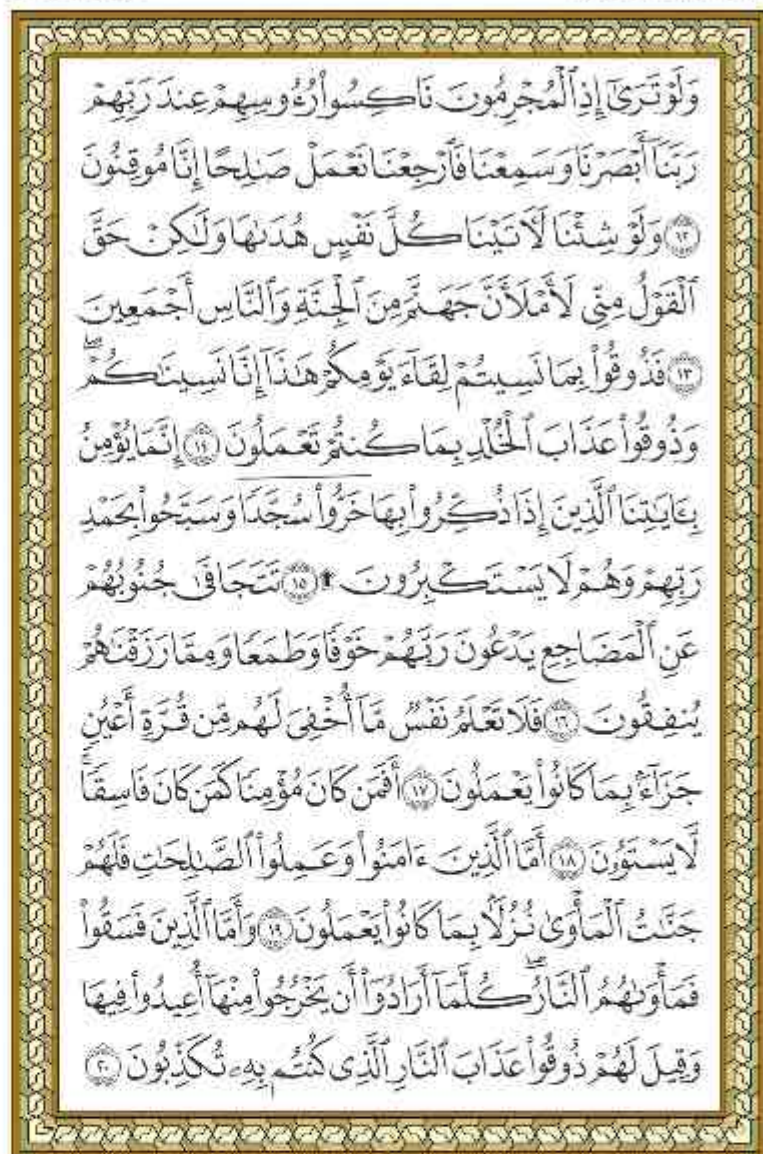 وَلَوْ تَرَىٰٓ إِذِ ٱلْمُجْرِمُونَ نَاكِسُوا۟ رُءُوسِهِمْ عِندَ رَبِّهِمْ
رَبَّنَآ أَبْصَرْنَا وَسَمِعْنَا فَٱرْجِعْنَا نَعْمَلْ صَـٰلِحًا إِنَّا مُوقِنُونَ
١٢ وَلَوْ شِئْنَا لَـَٔاتَيْنَا كُلَّ نَفْسٍ هُدَىٰهَا وَلَـٰكِنْ حَقَّ
ٱلْقَوْلُ مِنِّى لَأَمْلَأَنَّ جَهَنَّمَ مِنَ ٱلْجِنَّةِ وَٱلنَّاسِ أَجْمَعِينَ
١٣ فَذُوقُوا۟ بِمَا نَسِيتُمْ لِقَآءَ يَوْمِكُمْ هَـٰذَآ إِنَّا نَسِينَـٰكُمْ ۖ
وَذُوقُوا۟ عَذَابَ ٱلْخُلْدِ بِمَا كُنتُمْ تَعْمَلُونَ ١٤ إِنَّمَا يُؤْمِنُ
بِـَٔايَـٰتِنَا ٱلَّذِينَ إِذَا ذُكِّرُوا۟ بِهَا خَرُّوا۟ سُجَّدًا وَسَبَّحُوا۟ بِحَمْدِ
رَبِّهِمْ وَهُمْ لَا يَسْتَكْبِرُونَ ١٥ تَتَجَافَىٰ جُنُوبُهُمْ
عَنِ ٱلْمَضَاجِعِ يَدْعُونَ رَبَّهُمْ خَوْفًا وَطَمَعًا وَمِمَّا رَزَقْنَـٰهُمْ
يُنفِقُونَ ١٦ فَلَا تَعْلَمُ نَفْسٌ مَّآ أُخْفِىَ لَهُم مِّن قُرَّةِ أَعْيُنٍ
جَزَآءًۢ بِمَا كَانُوا۟ يَعْمَلُونَ ١٧ أَفَمَن كَانَ مُؤْمِنًا كَمَن كَانَ فَاسِقًا ۚ
لَّا يَسْتَوُۥنَ ١٨ أَمَّا ٱلَّذِينَ ءَامَنُوا۟ وَعَمِلُوا۟ ٱلصَّـٰلِحَـٰتِ فَلَهُمْ
جَنَّـٰتُ ٱلْمَأْوَىٰ نُزُلًۢا بِمَا كَانُوا۟ يَعْمَلُونَ ١٩ وَأَمَّا ٱلَّذِينَ فَسَقُوا۟
فَمَأْوَىٰهُمُ ٱلنَّارُ ۖ كُلَّمَآ أَرَادُوٓا۟ أَن يَخْرُجُوا۟ مِنْهَآ أُعِيدُوا۟ فِيهَا
وَقِيلَ لَهُمْ ذُوقُوا۟ عَذَابَ ٱلنَّارِ ٱلَّذِى كُنتُم بِهِۦ تُكَذِّبُونَ ٢٠